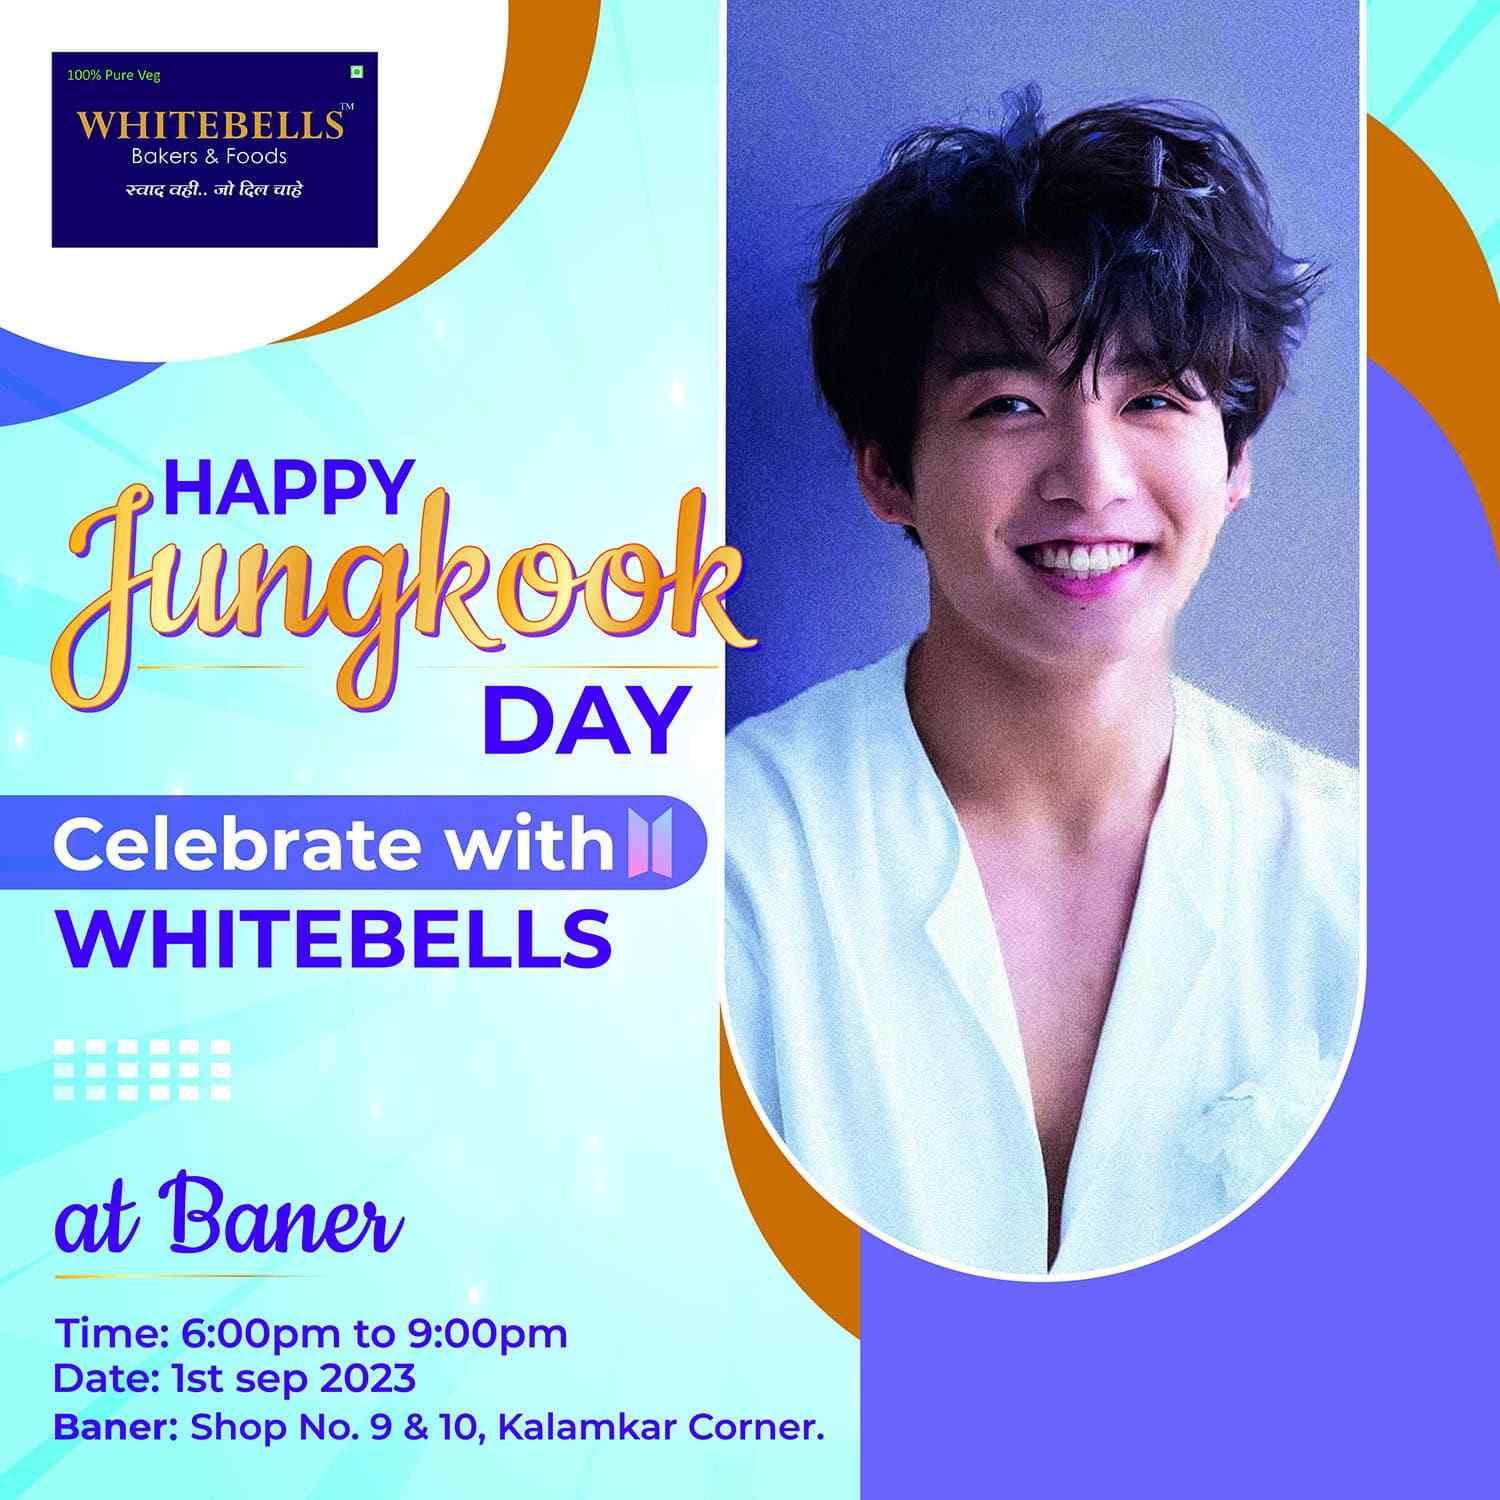 100% Pure Veg
WHITEBELLS™
Bakers & Foods
स्वाद वही.. जो दिल चाहे
HAPPY
Jungkook
DAY
Celebrate with
WHITEBELLS
at Baner
Time: 6:00pm to 9:00pm
Date: 1st sep 2023
Baner: Shop No. 9 & 10, Kalamkar Corner.